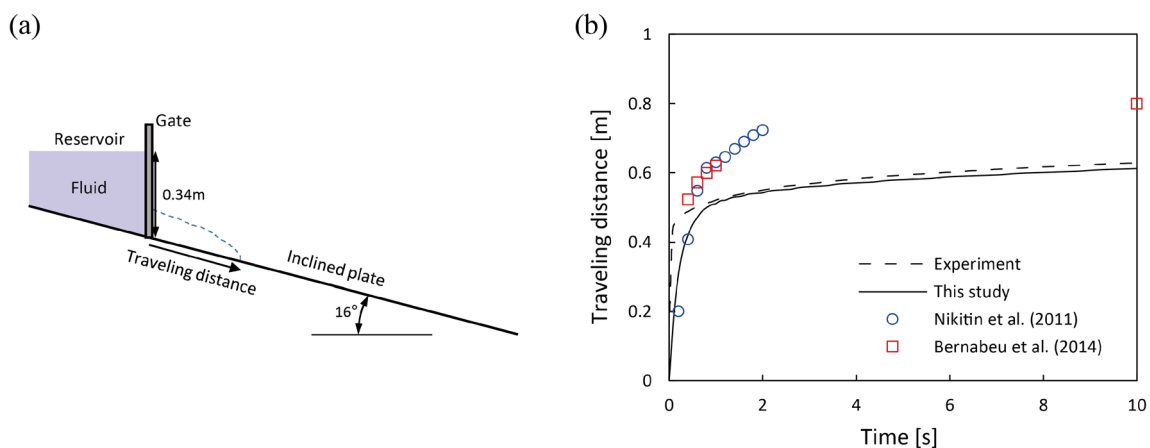 (a)
Gate
Reservoir
Fluid
0.34m
Traveling distance
Inclined plate
16°
(b)
1
0.8
0.6
0.4
0.2
0
Traveling distance [m]
Experiment
This study
Nikitin et al. (2011)
Bernabeu et al. (2014)
0 2 4 6 8 10
Time [s]